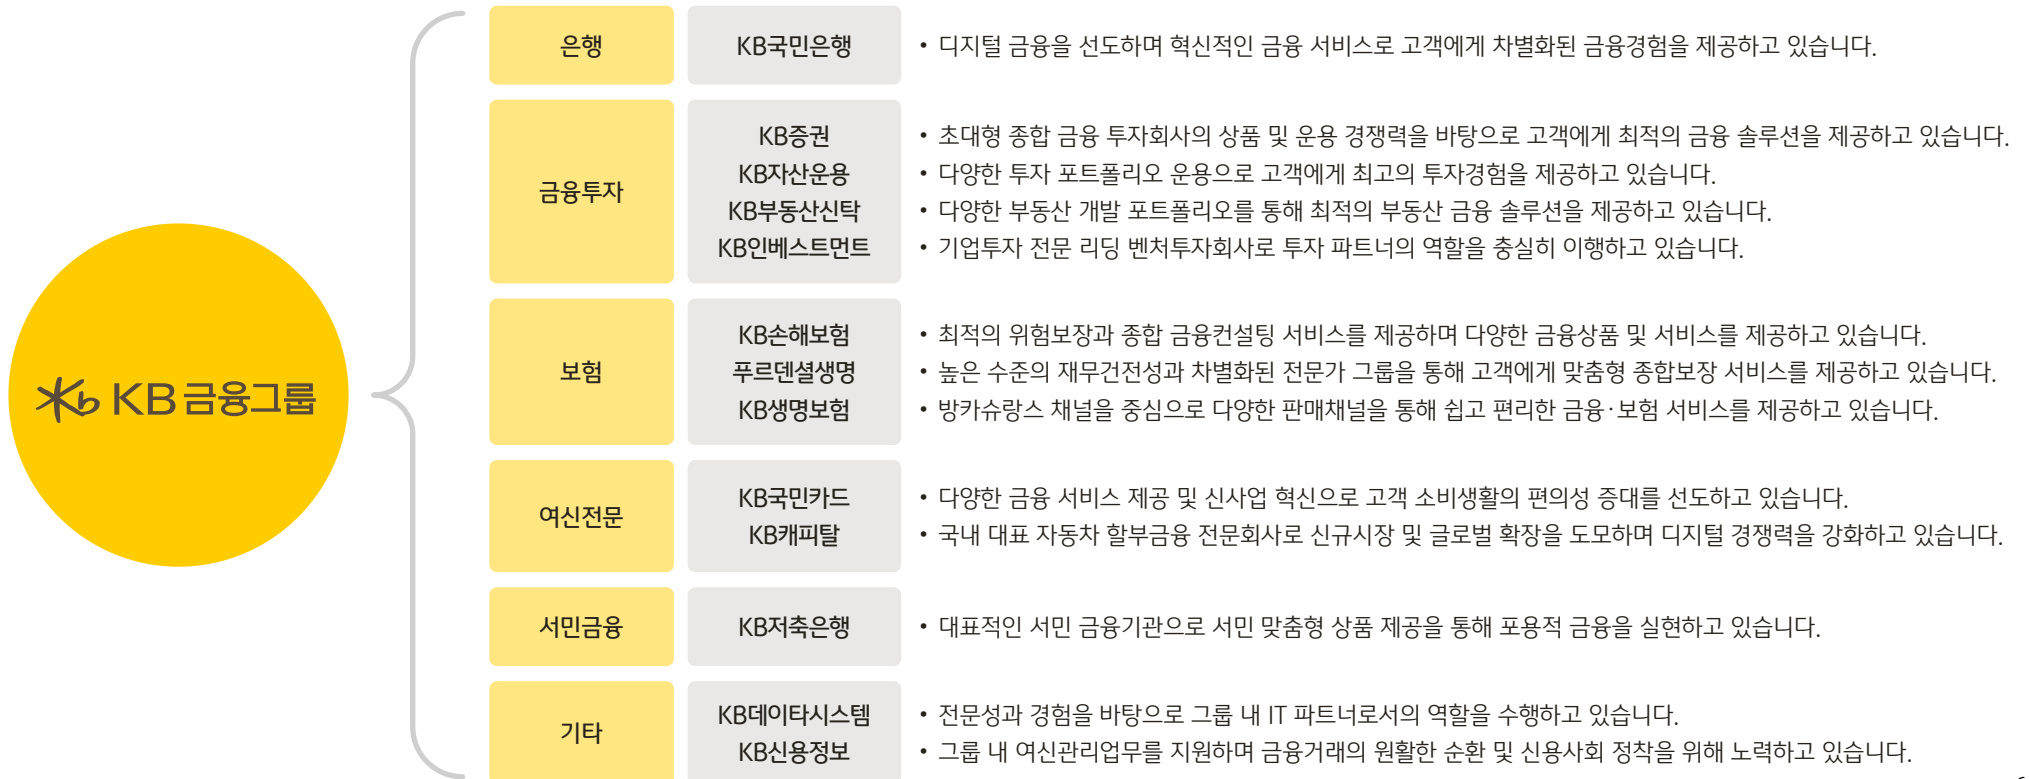 KB금융그룹
은행
KB국민은행
• 디지털 금융을 선도하며 혁신적인 금융 서비스로 고객에게 차별화된 금융경험을 제공하고 있습니다.
금융투자
KB증권
• 초대형 종합 금융 투자회사의 상품 및 운용 경쟁력을 바탕으로 고객에게 최적의 금융 솔루션을 제공하고 있습니다.
KB자산운용
• 다양한 투자 포트폴리오 운용으로 고객에게 최고의 투자경험을 제공하고 있습니다.
KB부동산신탁
• 다양한 부동산 개발 포트폴리오를 통해 최적의 부동산 금융 솔루션을 제공하고 있습니다.
KB인베스트먼트
• 기업투자 전문 리딩 벤처투자회사로 투자 파트너의 역할을 충실히 이행하고 있습니다.
보험
KB손해보험
• 최적의 위험보장과 종합 금융컨설팅 서비스를 제공하며 다양한 금융상품 및 서비스를 제공하고 있습니다.
푸르덴셜생명
• 높은 수준의 재무건전성과 차별화된 전문가 그룹을 통해 고객에게 맞춤형 종합보장 서비스를 제공하고 있습니다.
KB생명보험
• 방카슈랑스 채널을 중심으로 다양한 판매채널을 통해 쉽고 편리한 금융·보험 서비스를 제공하고 있습니다.
여신전문
KB국민카드
• 다양한 금융 서비스 제공 및 신사업 혁신으로 고객 소비생활의 편의성 증대를 선도하고 있습니다.
KB캐피탈
• 국내 대표 자동차 할부금융 전문회사로 신규시장 및 글로벌 확장을 도모하며 디지털 경쟁력을 강화하고 있습니다.
서민금융
KB저축은행
• 대표적인 서민 금융기관으로 서민 맞춤형 상품 제공을 통해 포용적 금융을 실현하고 있습니다.
기타
KB데이타시스템
• 전문성과 경험을 바탕으로 그룹 내 IT 파트너로서의 역할을 수행하고 있습니다.
KB신용정보
• 그룹 내 여신관리업무를 지원하며 금융거래의 원활한 순환 및 신용사회 정착을 위해 노력하고 있습니다.